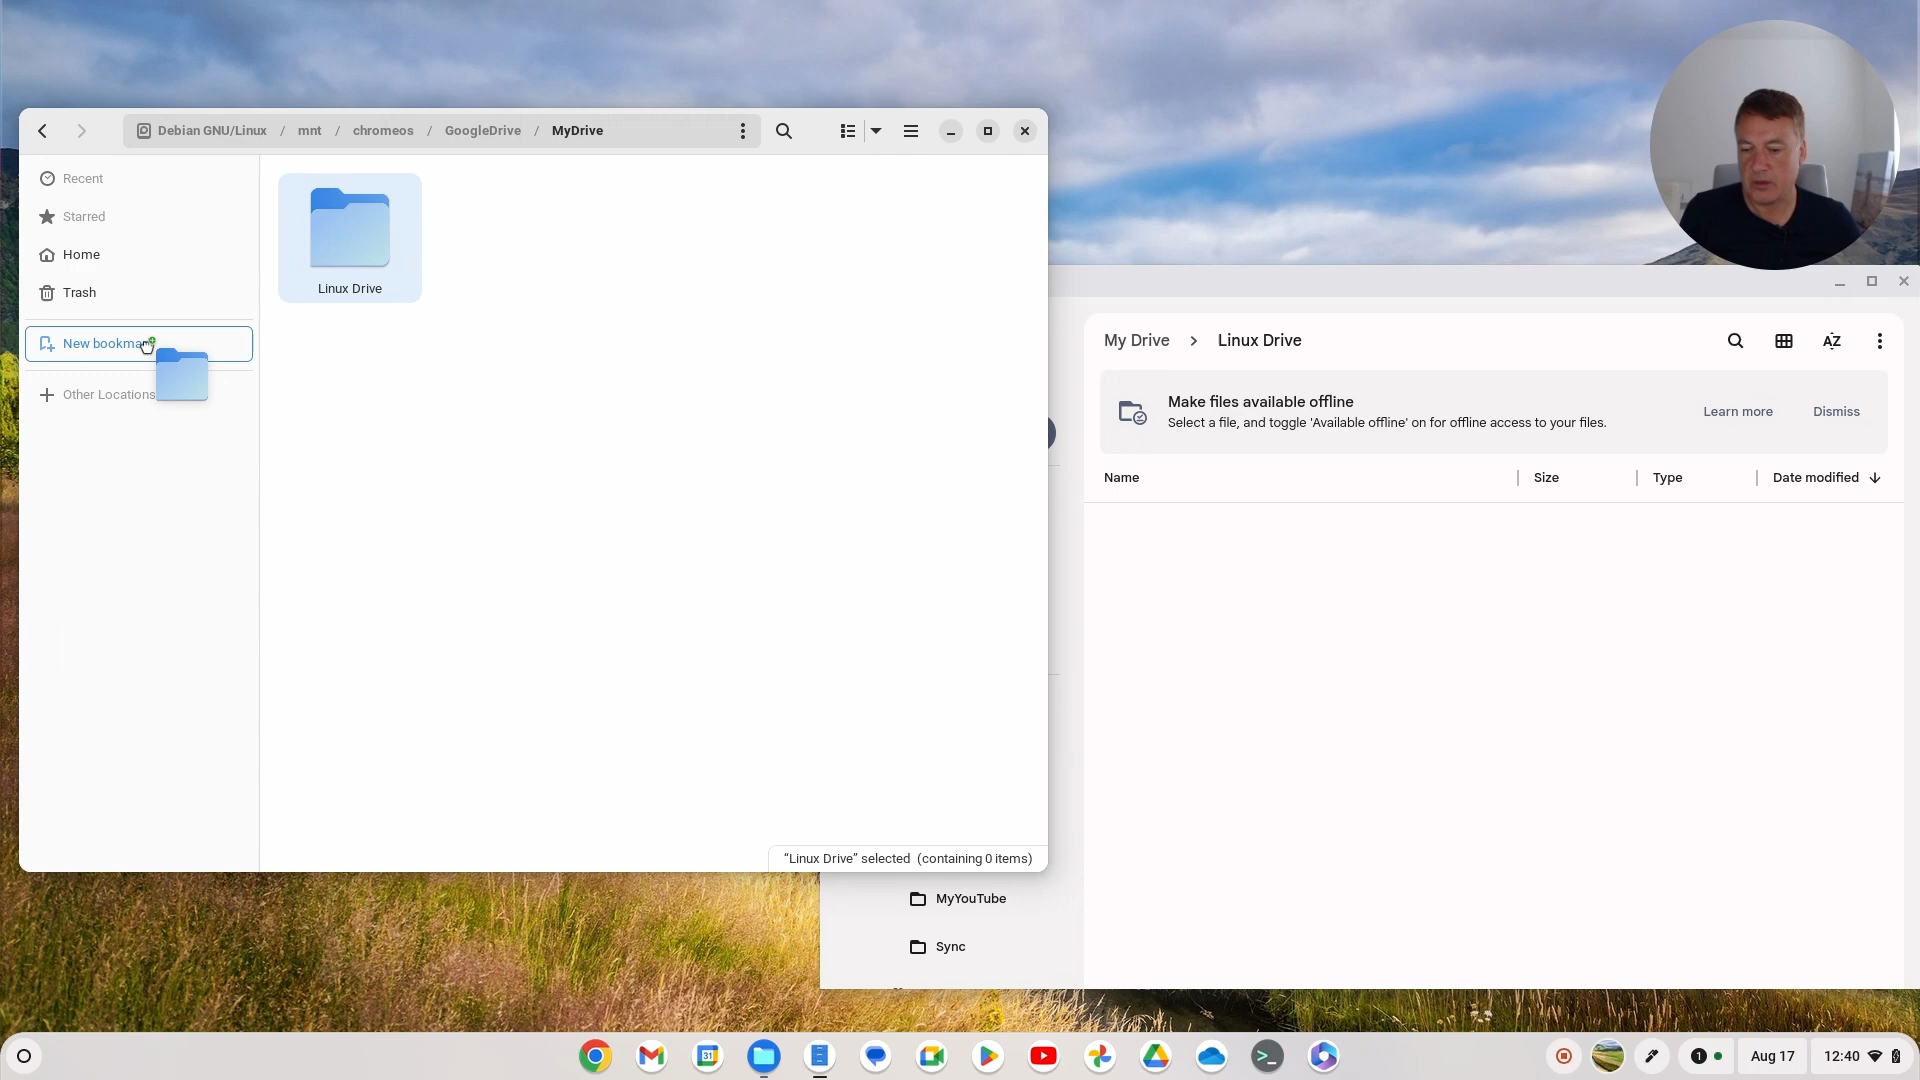 Debian GNU/Linux / mnt / chromeos / GoogleDrive / MyDrive
Recent
Starred
Home
Trash
New bookma
Other Locations
Linux Drive
“Linux Drive” selected (containing 0 items)
My Drive > Linux Drive
AZ
Make files available offline
Select a file, and toggle 'Available offline' on for offline access to your files.
Learn more
Dismiss
Name
Size
Type
Date modified
MyYouTube
Sync
31
>_
1
Aug 17
12:40